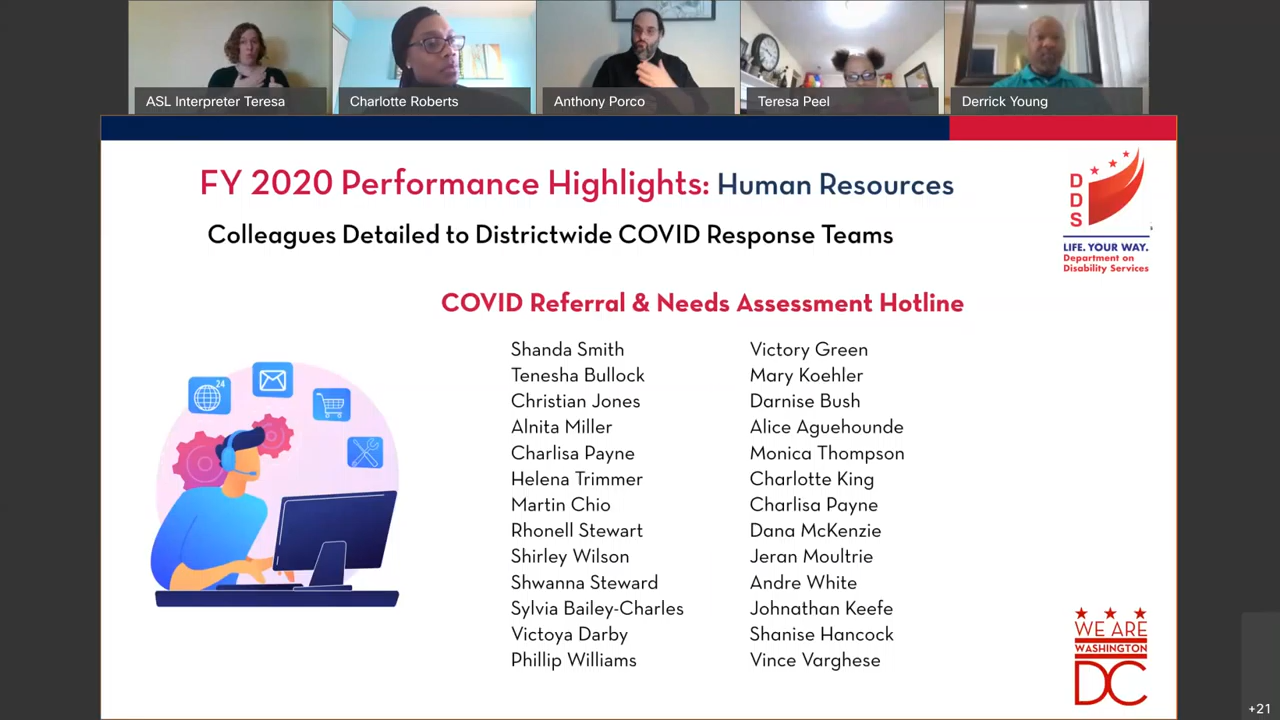 ASL Interpreter Teresa
Charlotte Roberts
Anthony Porco
Teresa Peel
Derrick Young
FY 2020 Performance Highlights: Human Resources
Colleagues Detailed to Districtwide COVID Response Teams
DDS
LIFE. YOUR WAY.
Department on
Disability Services
COVID Referral & Needs Assessment Hotline
24
Shanda Smith
Tenesha Bullock
Christian Jones
Alnita Miller
Charlisa Payne
Helena Trimmer
Martin Chio
Rhonell Stewart
Shirley Wilson
Shwanna Steward
Sylvia Bailey-Charles
Victoya Darby
Phillip Williams
Victory Green
Mary Koehler
Darnise Bush
Alice Aguehounde
Monica Thompson
Charlotte King
Charlisa Payne
Dana McKenzie
Jeran Moultrie
Andre White
Johnathan Keefe
Shanise Hancock
Vince Varghese
WE ARE
WASHINGTON
DC
+21